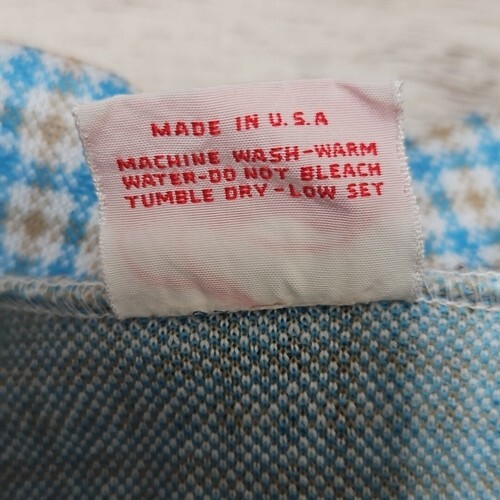 MADE IN U.S.A
MACHINE WASH-WARM
WATER-DO NOT BLEACH
TUMBLE DRY-LOW SET